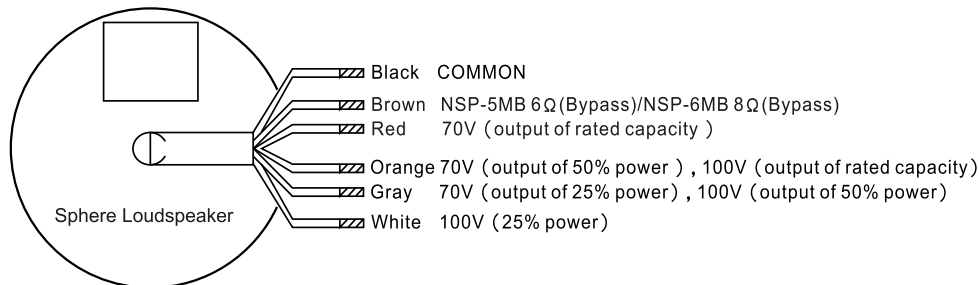 Black COMMON
Brown NSP-5MB 6Ω(Bypass)/NSP-6MB 8Ω(Bypass)
Red 70V (output of rated capacity )
Orange 70V (output of 50% power) , 100V (output of rated capacity)
Gray 70V (output of 25% power) , 100V (output of 50% power)
White 100V (25% power)
Sphere Loudspeaker